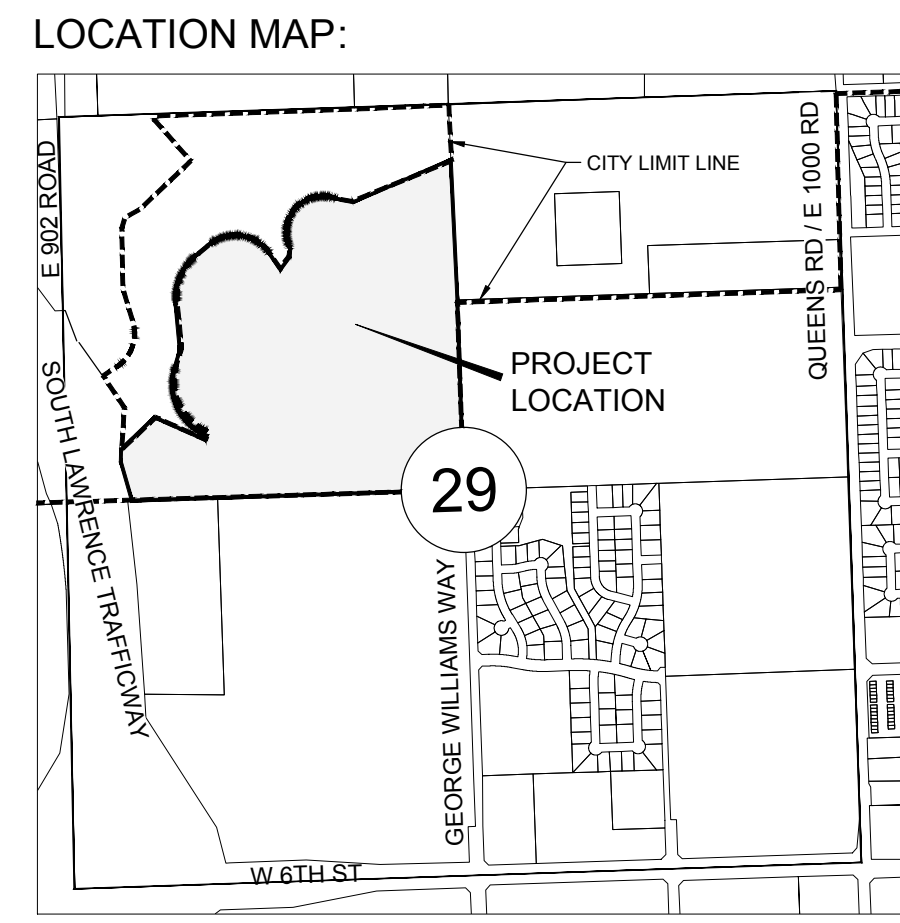 LOCATION MAP:
E 902 ROAD
CITY LIMIT LINE
QUEENS RD / E 1000 RD
PROJECT
LOCATION
SOUTH LAWRENCE TRAFFICWAY
29
GEORGE WILLIAMS WAY
W 6TH ST